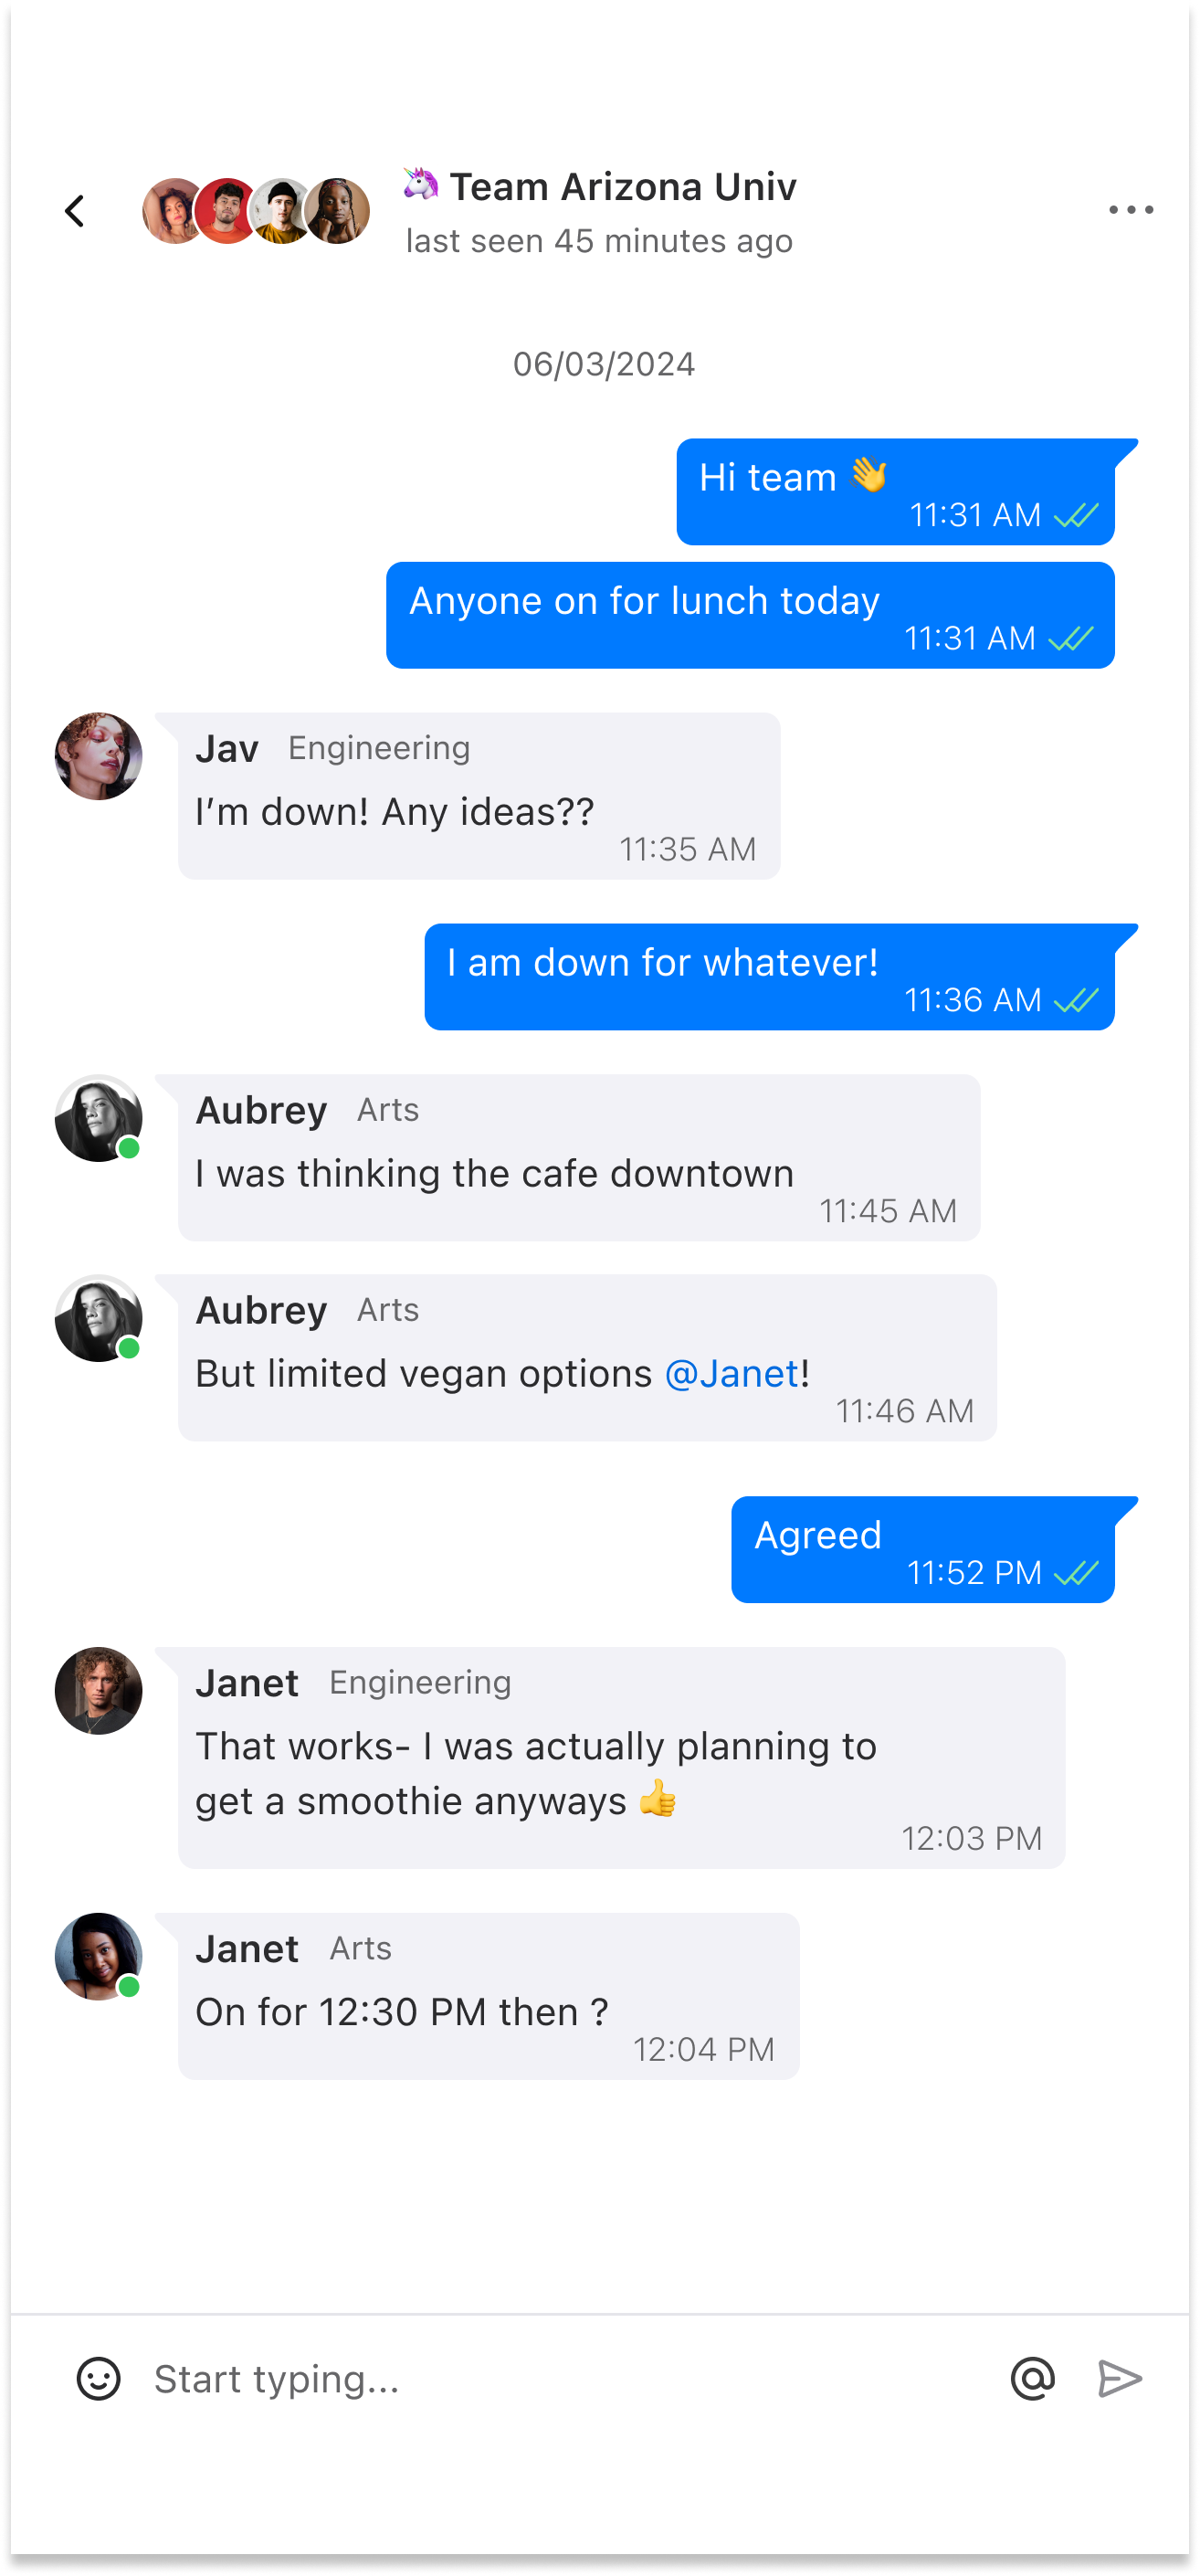 🦄 Team Arizona Univ
last seen 45 minutes ago
06/03/2024
Hi team 👋
11:31 AM
Anyone on for lunch today
11:31 AM
Jav Engineering
I’m down! Any ideas??
11:35 AM
I am down for whatever!
11:36 AM
Aubrey Arts
I was thinking the cafe downtown
11:45 AM
Aubrey Arts
But limited vegan options @Janet!
11:46 AM
Agreed
11:52 PM
Janet Engineering
That works- I was actually planning to
get a smoothie anyways 👍
12:03 PM
Janet Arts
On for 12:30 PM then ?
12:04 PM
Start typing...